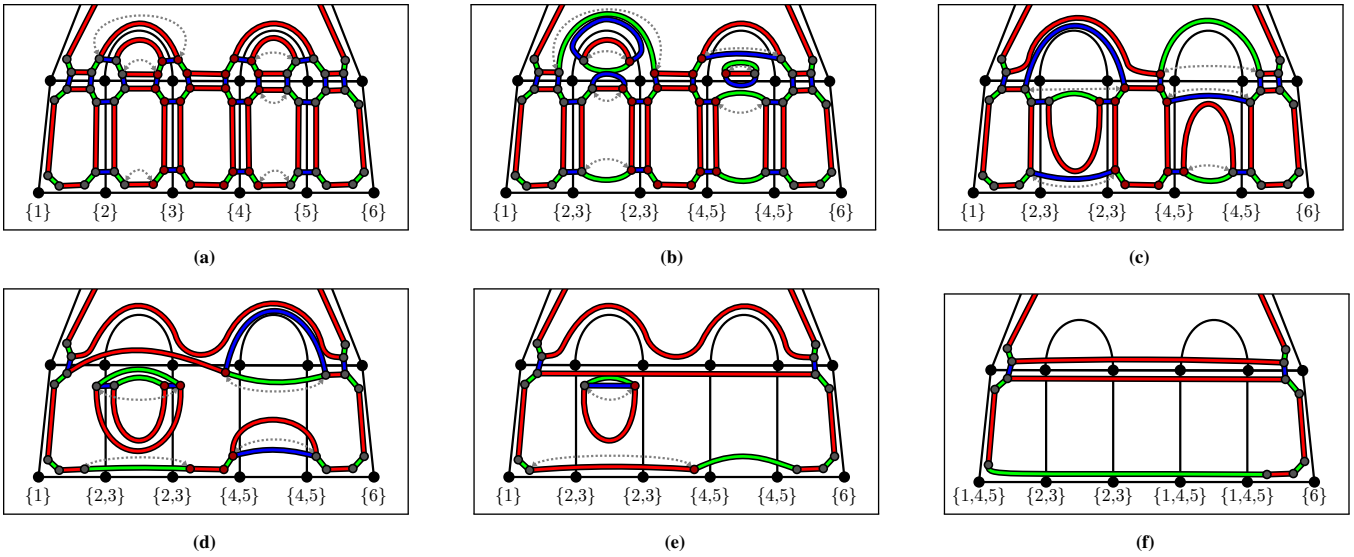 {1} {2} {3} {4} {5} {6}
(a)
{1} {2,3} {2,3} {4,5} {4,5} {6}
(b)
{1} {2,3} {2,3} {4,5} {4,5} {6}
(c)
{1} {2,3} {2,3} {4,5} {4,5} {6}
(d)
{1} {2,3} {2,3} {4,5} {4,5} {6}
(e)
{1,4,5} {2,3} {2,3} {1,4,5} {1,4,5} {6}
(f)